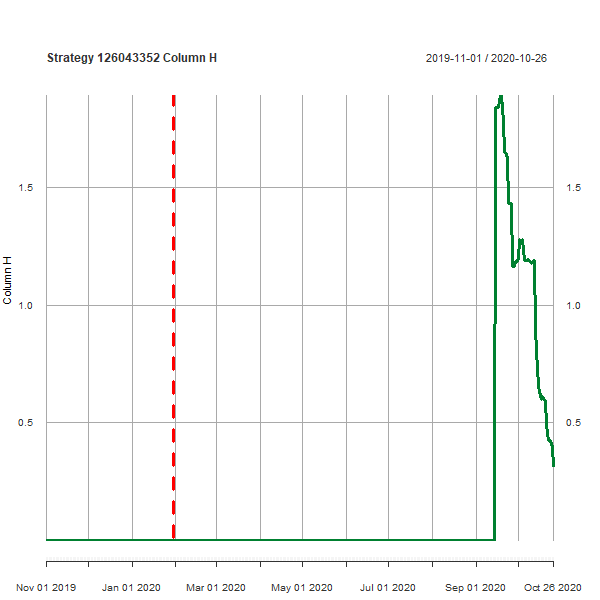 Strategy 126043352 Column H
2019-11-01 / 2020-10-26
1.5
1.5
Column H
1.0
1.0
0.5
0.5
Nov 01 2019
Jan 01 2020
Mar 01 2020
May 01 2020
Jul 01 2020
Sep 01 2020
Oct 26 2020